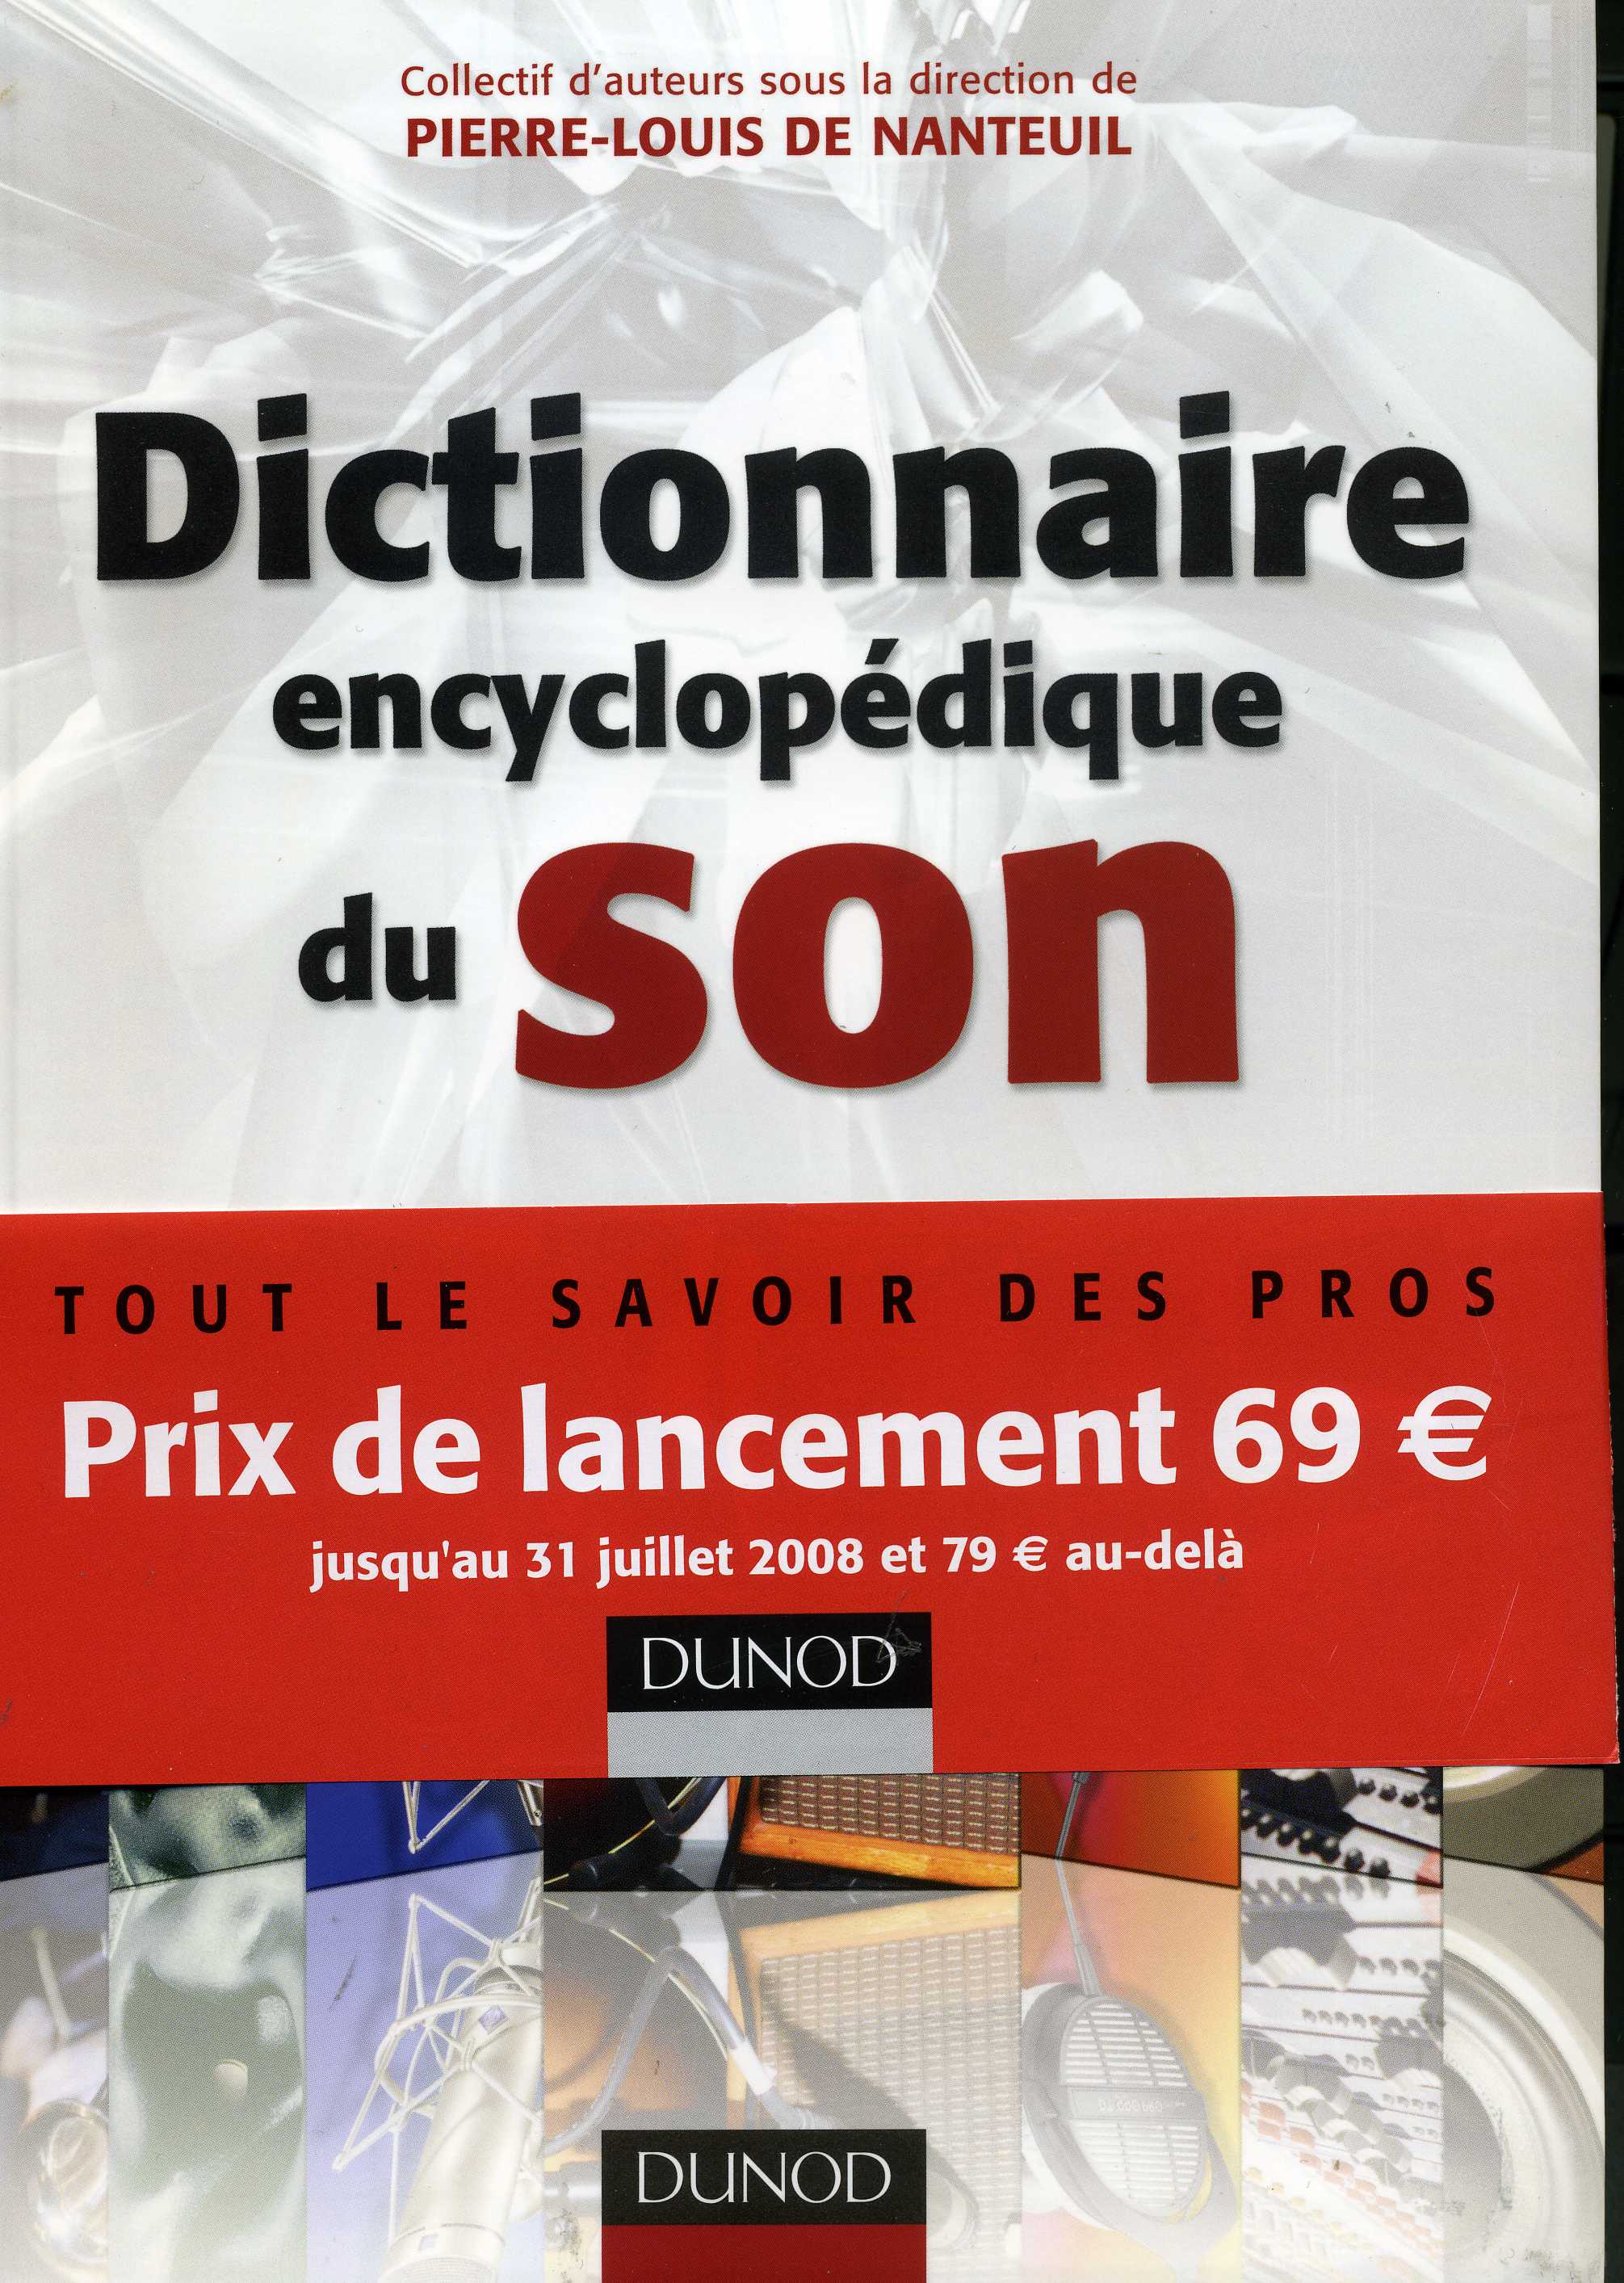 Collectif d'auteurs sous la direction de
PIERRE-LOUIS DE NANTEUIL
Dictionnaire
encyclopédique
du son
TOUT LE SAVOIR DES PROS
Prix de lancement 69 €
jusqu'au 31 juillet 2008 et 79 € au-delà
DUNOD
DUNOD